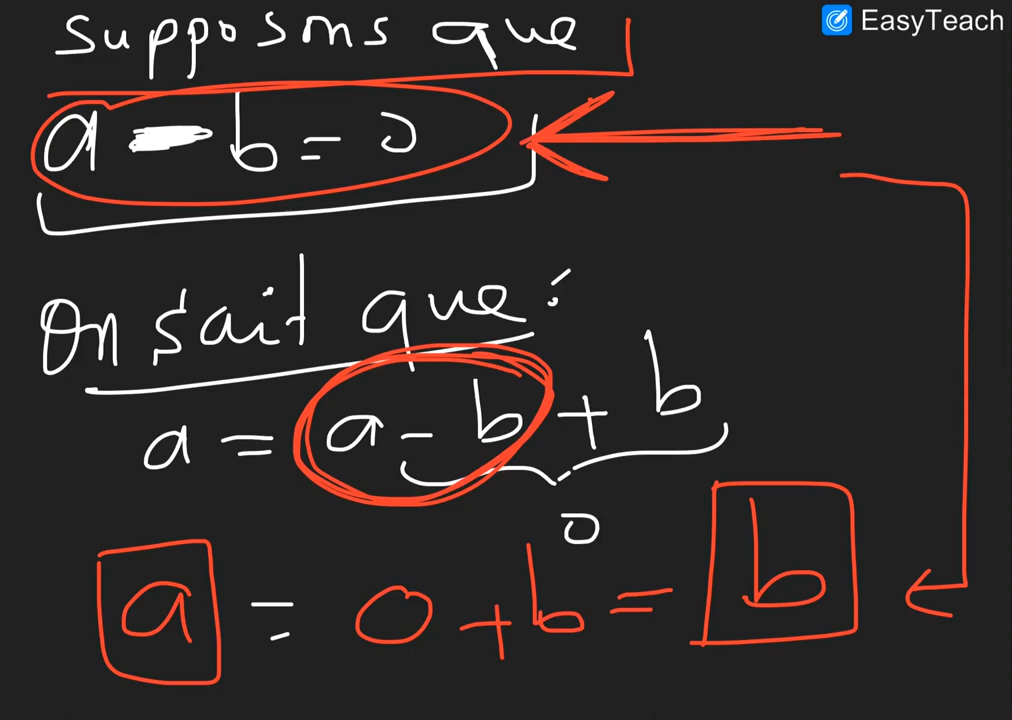 EasyTeach
supposons que
a - b = 0
On sait que :
a = a - b + b
0
a = 0 + b = b